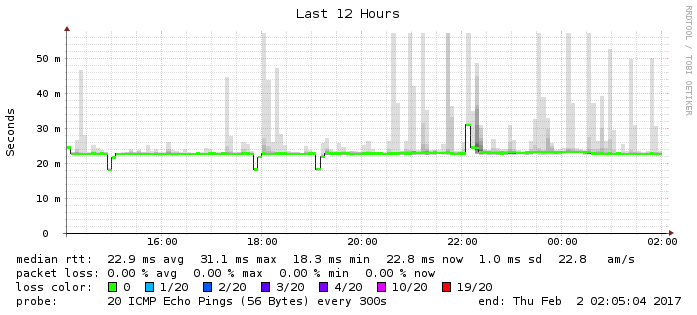 Last 12 Hours
RRDTOOL / TOBI OETIKER
Seconds
50 m
40 m
30 m
20 m
10 m
0
16:00 18:00 20:00 22:00 00:00 02:00
median rtt: 22.9 ms avg 31.1 ms max 18.3 ms min 22.8 ms now 1.0 ms sd 22.8 am/s
packet loss: 0.00 % avg 0.00 % max 0.00 % min 0.00 % now
loss color: 0 1/20 2/20 3/20 4/20 10/20 19/20
probe: 20 ICMP Echo Pings (56 Bytes) every 300s end: Thu Feb 2 02:05:04 2017